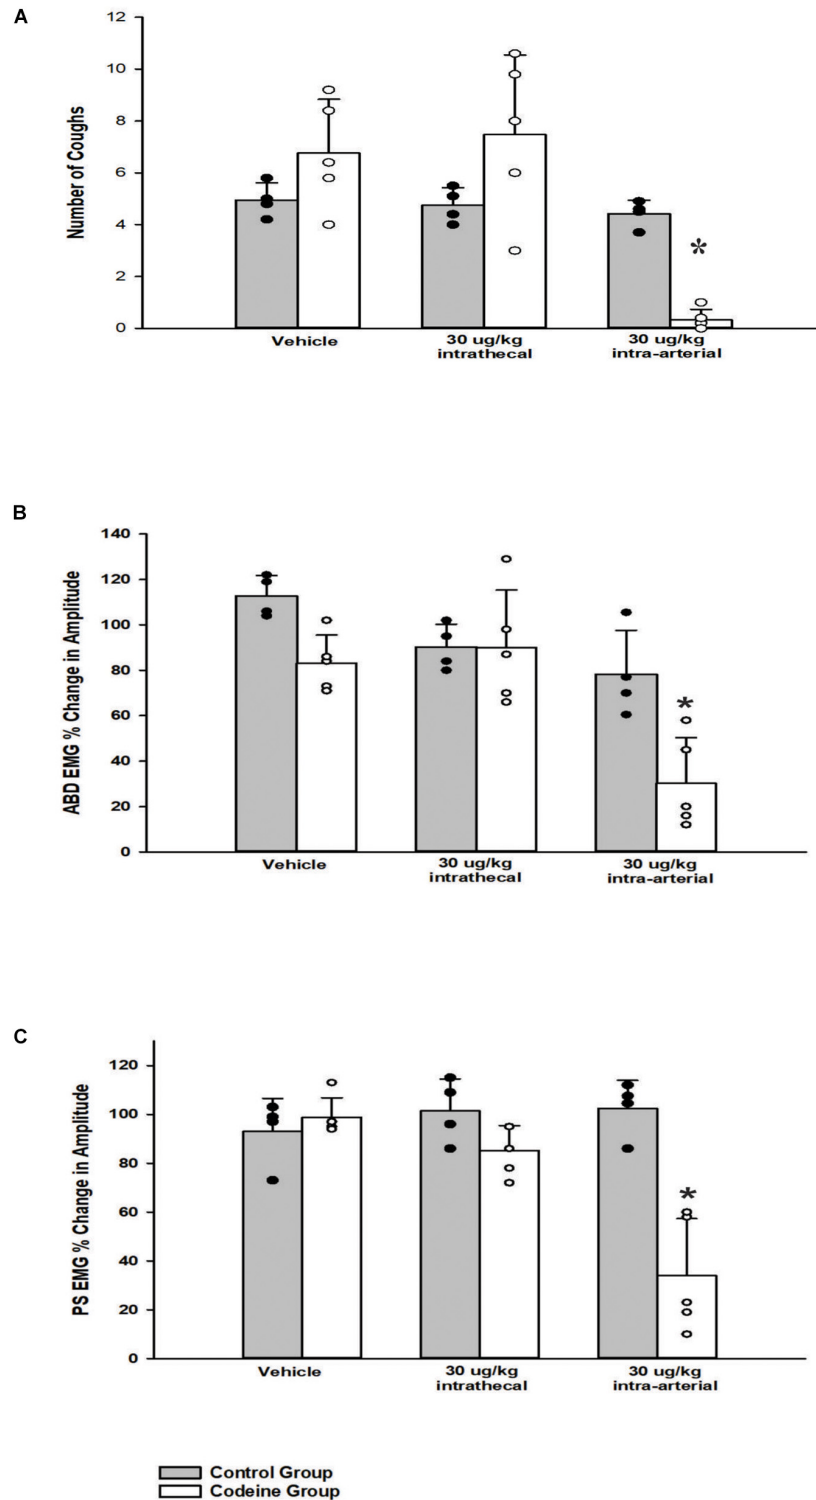 A
Number of Coughs
12
10
8
6
4
2
0
*
Vehicle
30 ug/kg
intrathecal
30 ug/kg
intra-arterial
B
ABD EMG % Change in Amplitude
140
120
100
80
60
40
20
0
*
Vehicle
30 ug/kg
intrathecal
30 ug/kg
intra-arterial
C
PS EMG % Change in Amplitude
120
100
80
60
40
20
0
*
Vehicle
30 ug/kg
intrathecal
30 ug/kg
intra-arterial
Control Group
Codeine Group